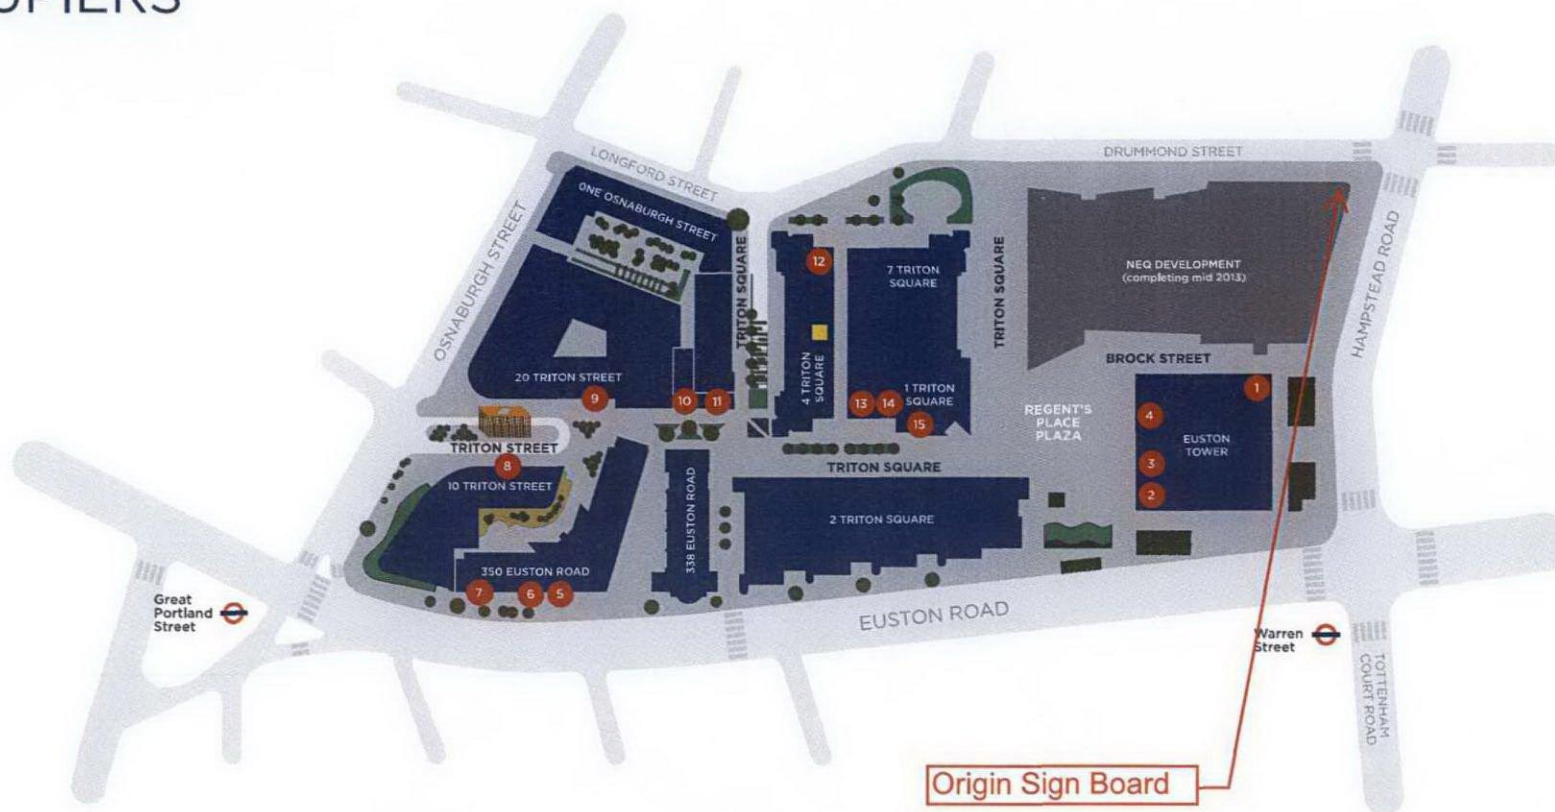 LONGFORD STREET
DRUMMOND STREET
ONE OSNABURGH STREET
OSNABURGH STREET
TRITON SQUARE
12
7 TRITON
SQUARE
TRITON SQUARE
NEQ DEVELOPMENT
(completing mid 2013)
HAMPSTEAD ROAD
BROCK STREET
20 TRITON STREET
9
10
11
4 TRITON
SQUARE
13
14
1 TRITON
SQUARE
15
REGENT'S
PLACE
PLAZA
1
4
EUSTON
TOWER
3
2
TRITON STREET
8
10 TRITON STREET
TRITON SQUARE
338 EUSTON ROAD
2 TRITON SQUARE
350 EUSTON ROAD
7
6
5
Great
Portland
Street
EUSTON ROAD
Warren
Street
TOTTENHAM
COURT ROAD
Origin Sign Board